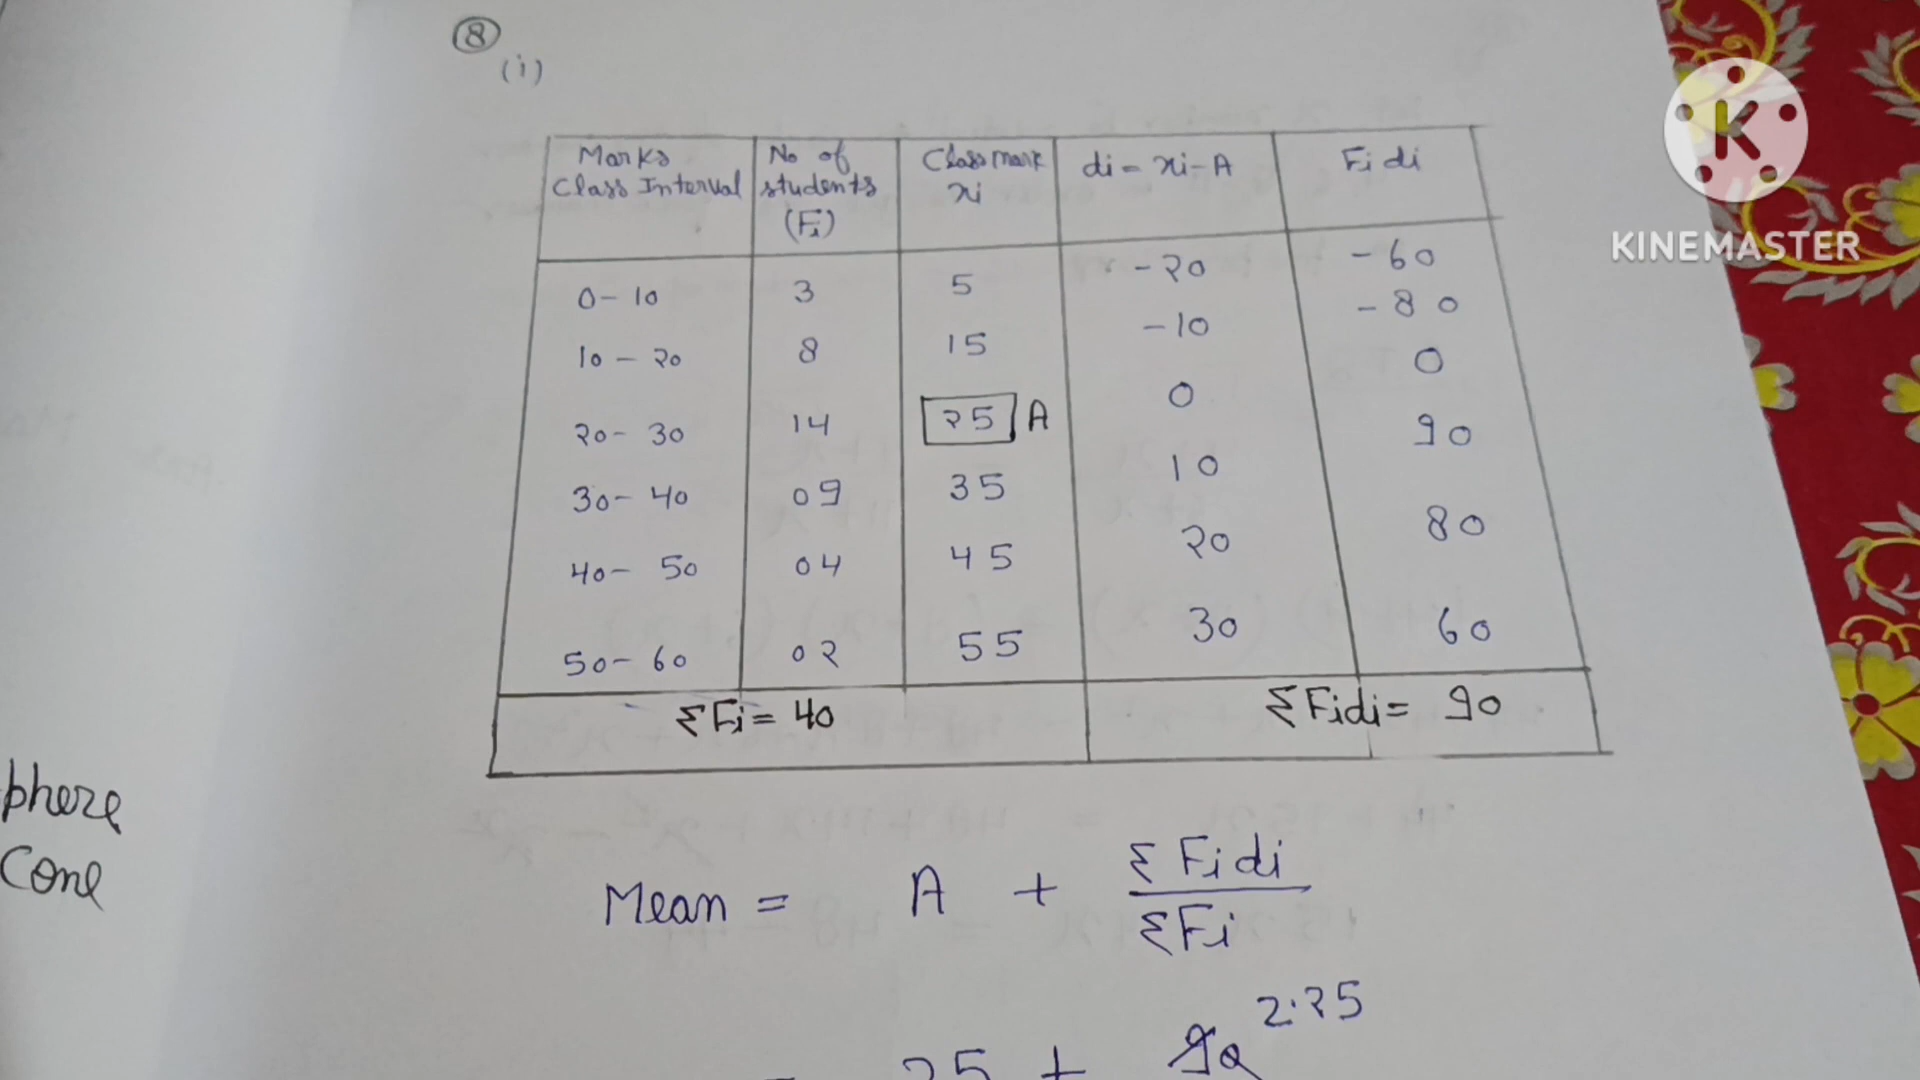 8
(i)
Marks Class Interval | No of students (Fi) | Class mark xi | di = xi - A | Fidi
0 - 10 | 3 | 5 | -20 | -60
10 - 20 | 8 | 15 | -10 | -80
20 - 30 | 14 | 25 A | 0 | 0
30 - 40 | 09 | 35 | 10 | 90
40 - 50 | 04 | 45 | 20 | 80
50 - 60 | 02 | 55 | 30 | 60
ΣFi = 40 | ΣFidi = 90
Mean = A + ΣFidi / ΣFi
2.25
= 25 + 90
phere
Cone
K
KINEMASTER